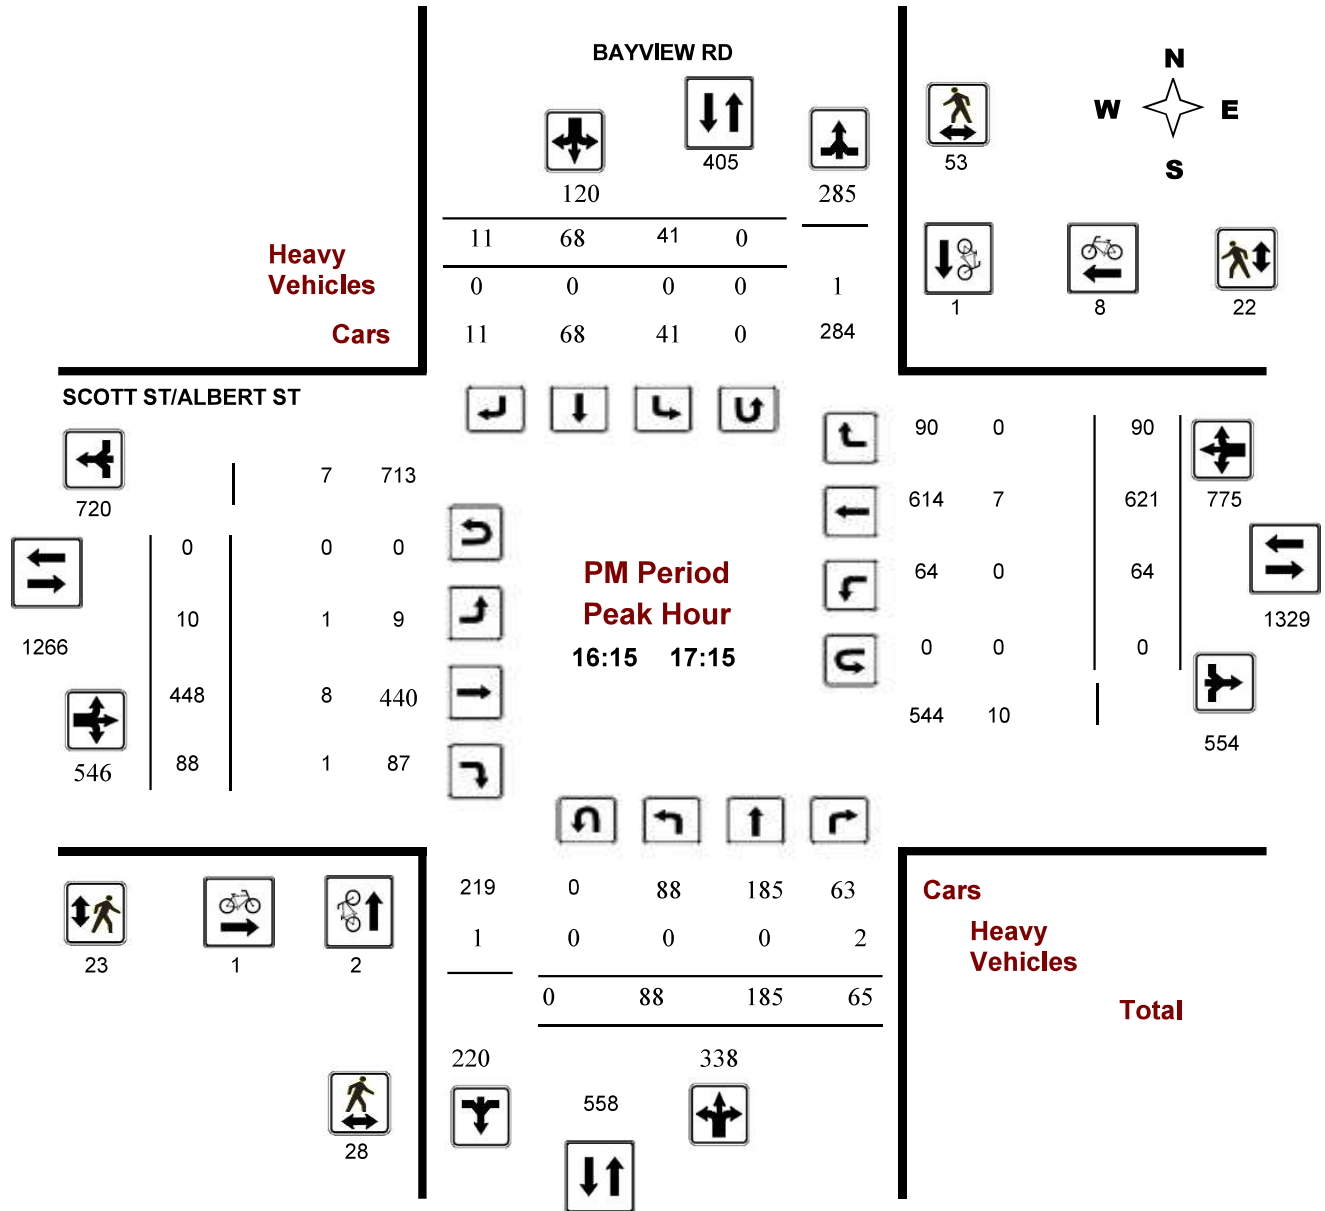 BAYVIEW RD
N
W E
S
405
53
120 285
11 68 41 0
Heavy
Vehicles
0 0 0 0 1
1 8 22
Cars
11 68 41 0 284
SCOTT ST/ALBERT ST
90 0 90
7 713
720
614 7 621 775
0 0 0
PM Period
64 0 64
Peak Hour
10 1 9
1266
16:15 17:15
0 0 0
1329
448 8 440
544 10
554
546 88 1 87
219 0 88 185 63
Cars
1 0 0 0 2
Heavy
Vehicles
23 1 2
0 88 185 65
Total
220 338
558
28